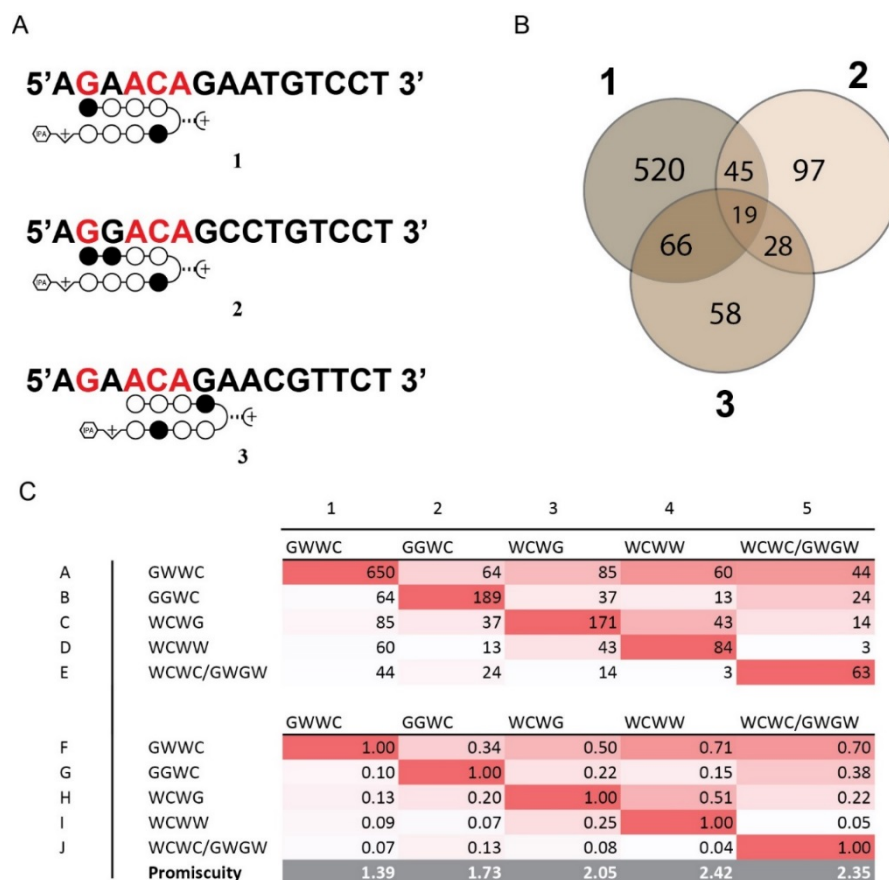 A
5'AGAACAGAATGTCCT 3'
+
IPA +
1
5'AGGACAGCCTGTCCT 3'
+
IPA +
2
5'AGAACAGAACGTTCT 3'
+
IPA +
3
B
1
2
520
45
97
19
66
28
58
3
C
1 2 3 4 5
GWWC GGWC WCWG WCWW WCWC/GWGW
A GWWC 650 64 85 60 44
B GGWC 64 189 37 13 24
C WCWG 85 37 171 43 14
D WCWW 60 13 43 84 3
E WCWC/GWGW 44 24 14 3 63
GWWC GGWC WCWG WCWW WCWC/GWGW
F GWWC 1.00 0.34 0.50 0.71 0.70
G GGWC 0.10 1.00 0.22 0.15 0.38
H WCWG 0.13 0.20 1.00 0.51 0.22
I WCWW 0.09 0.07 0.25 1.00 0.05
J WCWC/GWGW 0.07 0.13 0.08 0.04 1.00
Promiscuity 1.39 1.73 2.05 2.42 2.35